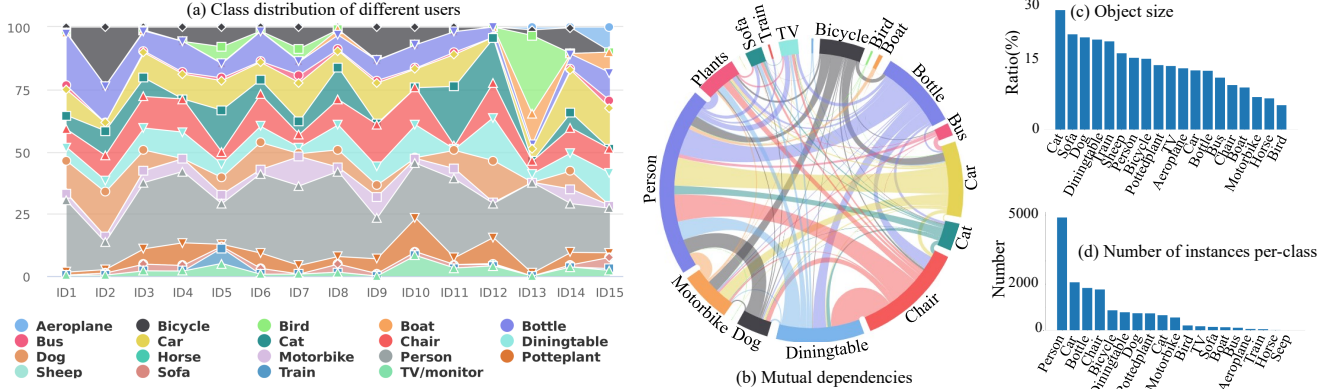 (a) Class distribution of different users
100
75
50
25
0
ID1 ID2 ID3 ID4 ID5 ID6 ID7 ID8 ID9 ID10 ID11 ID12 ID13 ID14 ID15
Aeroplane Bicycle Bird Boat Bottle
Bus Car Cat Chair Diningtable
Dog Horse Motorbike Person Potteplant
Sheep Sofa Train TV/monitor
Plants
Sofa
Train
TV
Bicycle
Bird
Boat
Bottle
Bus
Car
Cat
Chair
Diningtable
Dog
Motorbike
Person
(b) Mutual dependencies
(c) Object size
Ratio(%)
30
15
0
Cat
Sofa
Dog
Diningtable
Train
Sheep
Person
Bicycle
Pottedplant
TV
Aeroplane
Car
Bottle
Bus
Chair
Boat
Motorbike
Horse
Bird
(d) Number of instances per-class
Number
5000
2000
0
Person
Car
Bottle
Chair
Bicycle
Diningtable
Dog
Pottedplant
Cat
Motorbike
Bird
TV
Sofa
Boat
Bus
Aeroplane
Train
Horse
Seep